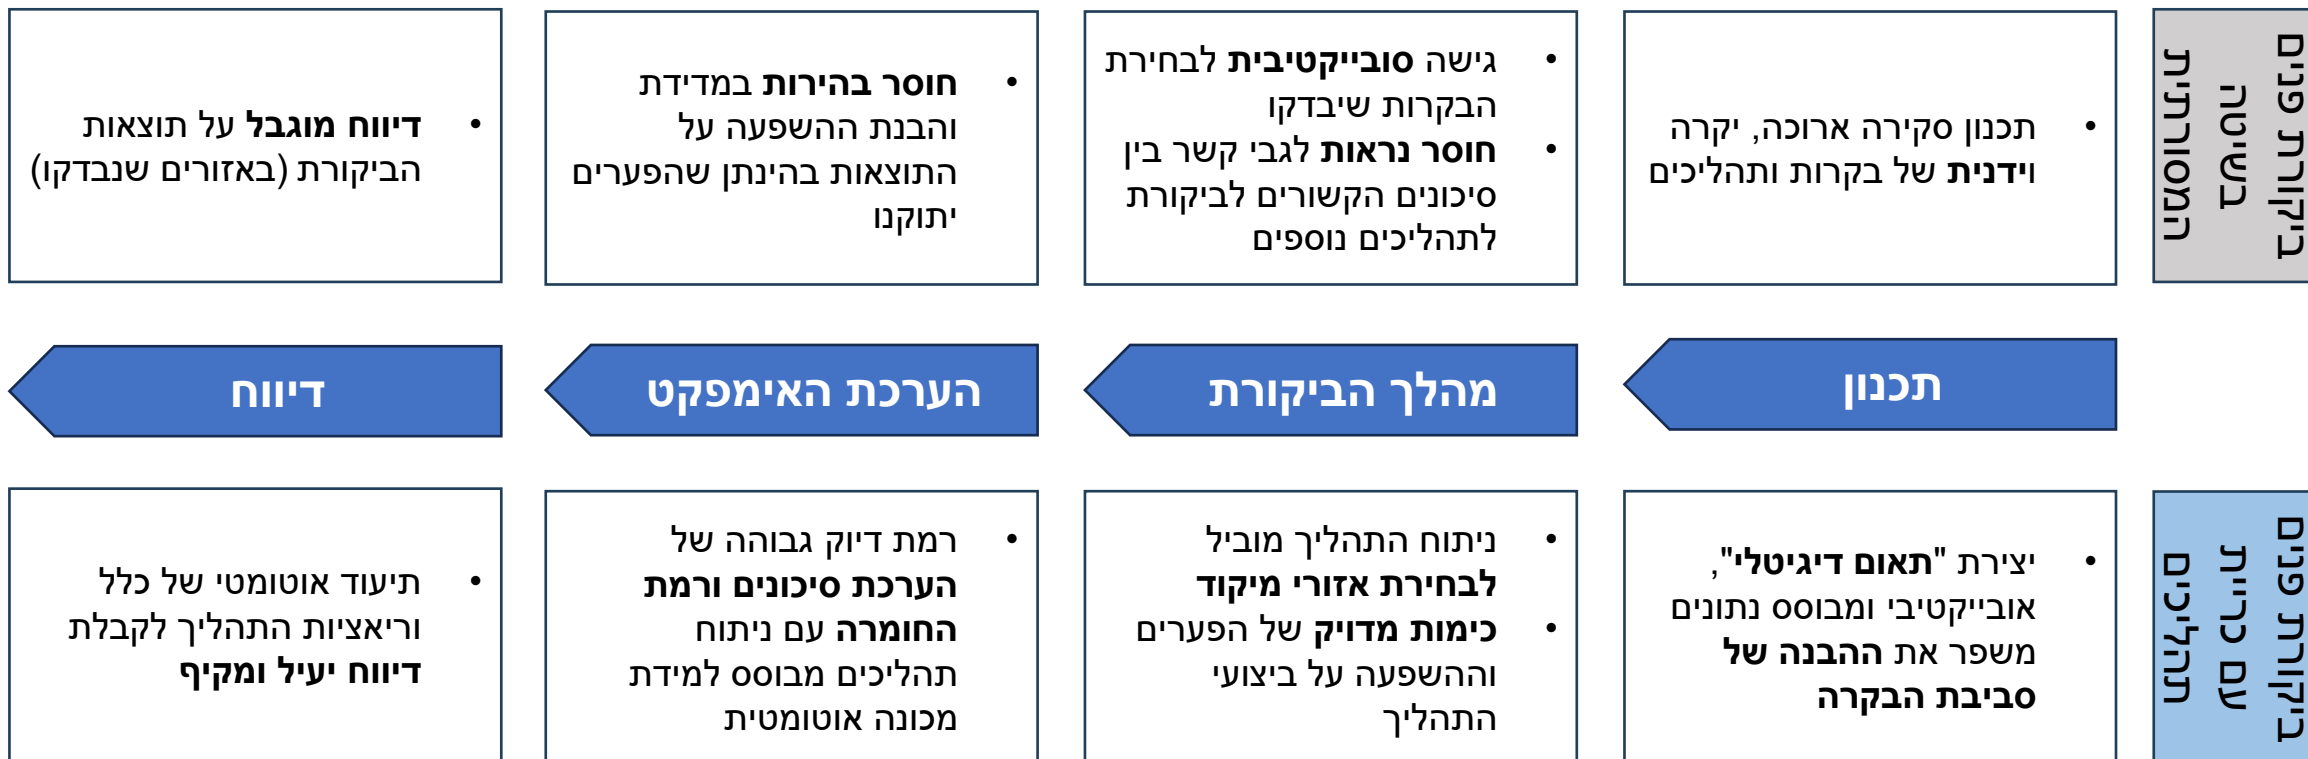 ביקורת פנים
בשיטה
המסורתית
• תכנון סקירה ארוכה, יקרה
וידנית של בקרות ותהליכים
• גישה סובייקטיבית לבחירת
הבקרות שיבדקו
• חוסר נראות לגבי קשר בין
סיכונים הקשורים לביקורת
לתהליכים נוספים
• חוסר בהירות במדידת
והבנת ההשפעה על
התוצאות בהינתן שהפערים
יתוקנו
• דיווח מוגבל על תוצאות
הביקורת (באזורים שנבדקו)
תכנון
מהלך הביקורת
הערכת האימפקט
דיווח
ביקורת פנים
עם כריית
תהליכים
• יצירת "תאום דיגיטלי",
אובייקטיבי ומבוסס נתונים
משפר את ההבנה של
סביבת הבקרה
• ניתוח התהליך מוביל
לבחירת אזורי מיקוד
• כימות מדויק של הפערים
וההשפעה על ביצועי
התהליך
• רמת דיוק גבוהה של
הערכת סיכונים ורמת
החומרה עם ניתוח
תהליכים מבוסס למידת
מכונה אוטומטית
• תיעוד אוטומטי של כלל
וריאציות התהליך לקבלת
דיווח יעיל ומקיף